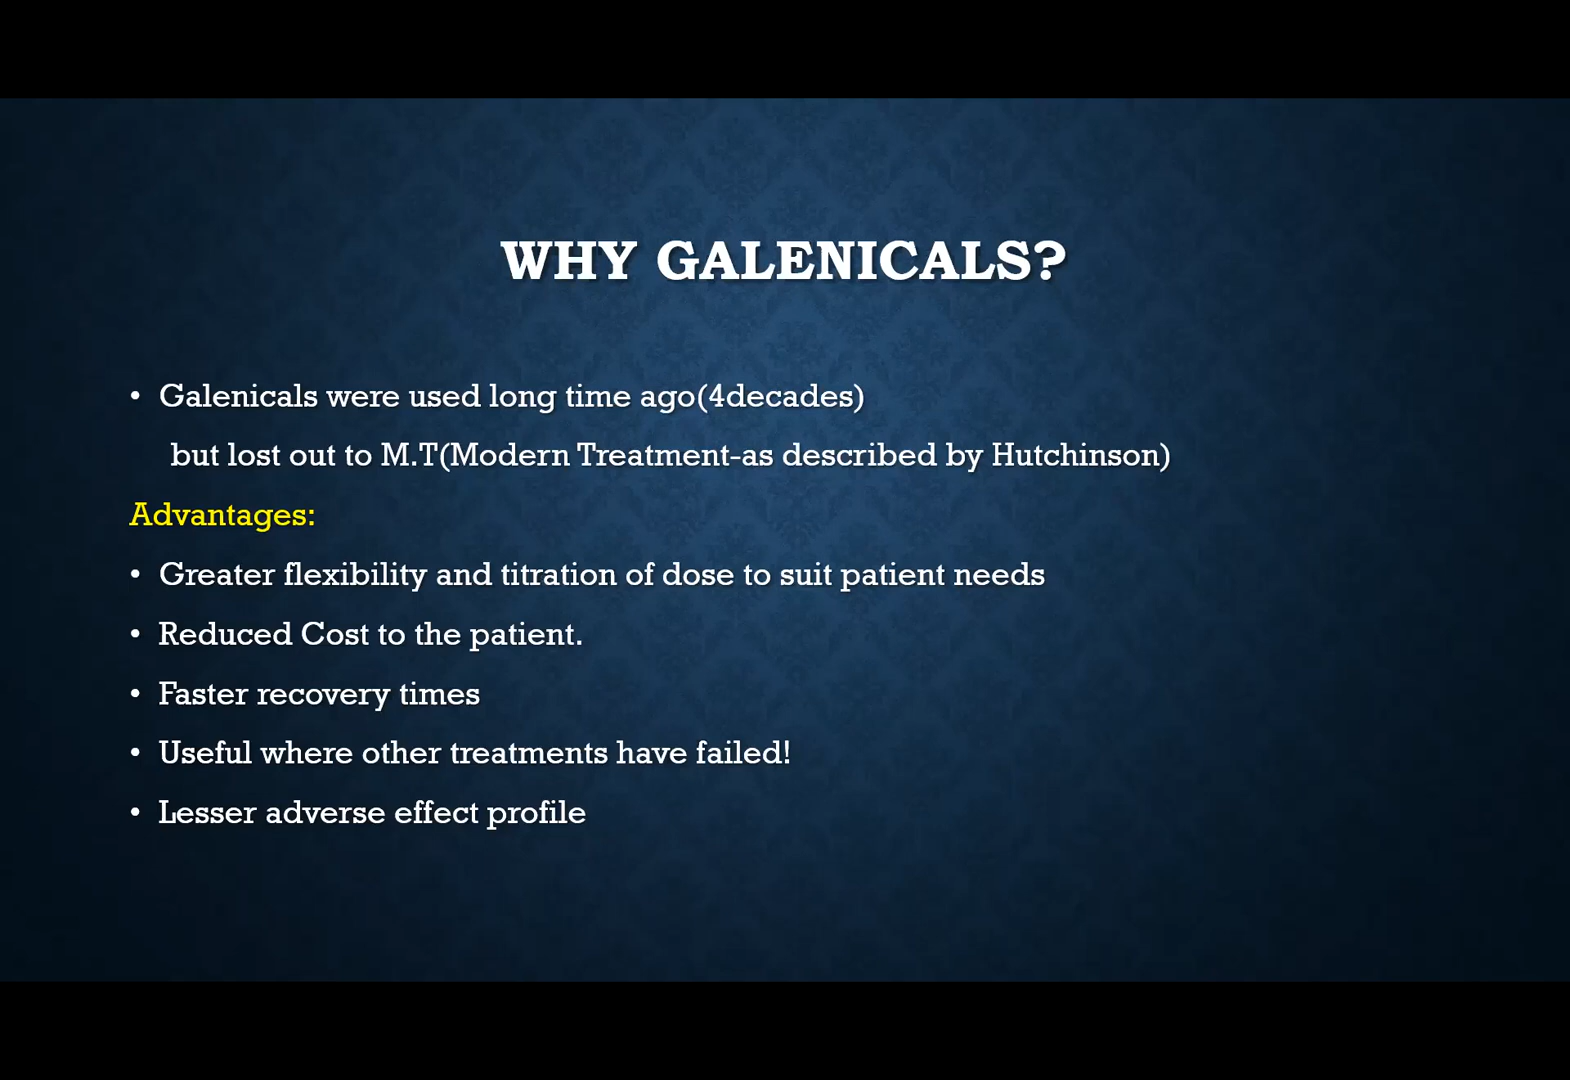 WHY GALENICALS?
• Galenicals were used long time ago(4decades)
but lost out to M.T(Modern Treatment-as described by Hutchinson)
Advantages:
• Greater flexibility and titration of dose to suit patient needs
• Reduced Cost to the patient.
• Faster recovery times
• Useful where other treatments have failed!
• Lesser adverse effect profile